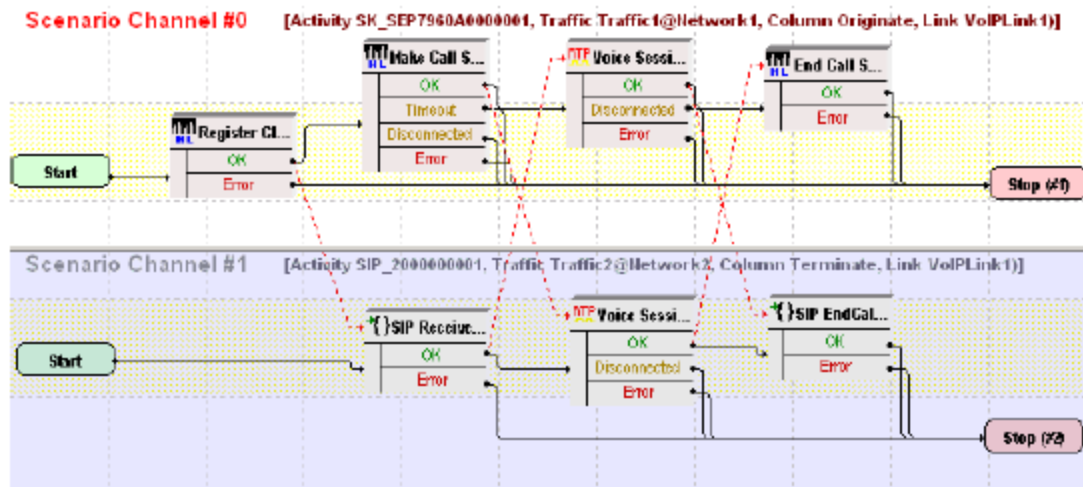 Scenario Channel #0 [Activity SK_SEP7960A0000001, Traffic Traffic1@Network1, Column Originate, Link VoIPLink1)]
Make Call S...
OK
Timeout
Disconnected
Error
RTP Voice Sessi...
OK
Disconnected
Error
End Call S...
OK
Error
Register Cl...
OK
Error
Start
Stop (#1)
Scenario Channel #1 [Activity SIP_2000000001, Traffic Traffic2@Network2, Column Terminate, Link VoIPLink1)]
{}SIP Receive...
OK
Error
RTP Voice Sessi...
OK
Disconnected
Error
{}SIP EndCal...
OK
Error
Start
Stop (#2)